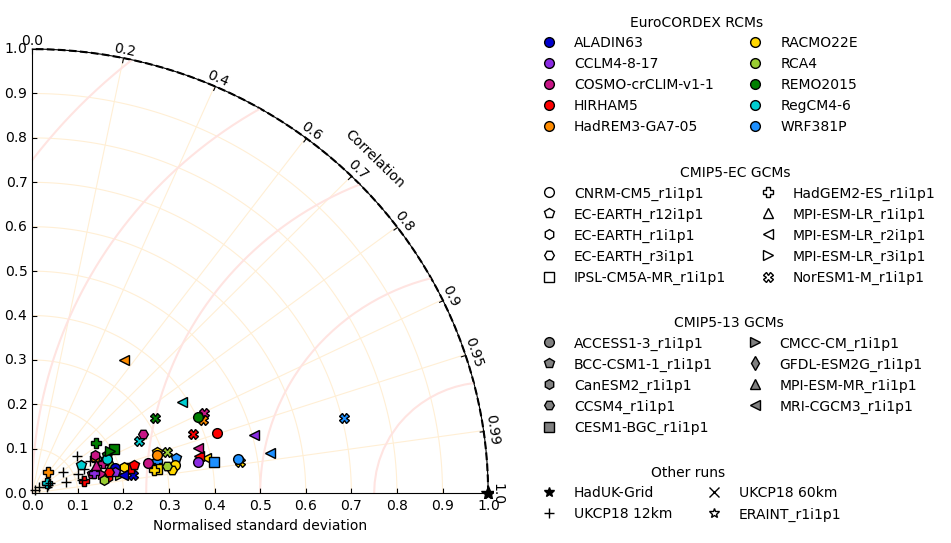 EuroCORDEX RCMs
ALADIN63 RACMO22E
CCLM4-8-17 RCA4
COSMO-crCLIM-v1-1 REMO2015
HIRHAM5 RegCM4-6
HadREM3-GA7-05 WRF381P
CMIP5-EC GCMs
CNRM-CM5_r1i1p1 HadGEM2-ES_r1i1p1
EC-EARTH_r12i1p1 MPI-ESM-LR_r1i1p1
EC-EARTH_r1i1p1 MPI-ESM-LR_r2i1p1
EC-EARTH_r3i1p1 MPI-ESM-LR_r3i1p1
IPSL-CM5A-MR_r1i1p1 NorESM1-M_r1i1p1
CMIP5-13 GCMs
ACCESS1-3_r1i1p1 CMCC-CM_r1i1p1
BCC-CSM1-1_r1i1p1 GFDL-ESM2G_r1i1p1
CanESM2_r1i1p1 MPI-ESM-MR_r1i1p1
CCSM4_r1i1p1 MRI-CGCM3_r1i1p1
CESM1-BGC_r1i1p1
Other runs
HadUK-Grid UKCP18 60km
UKCP18 12km ERAINT_r1i1p1
0.0
0.2
0.4
0.6
Correlation
0.7
0.8
0.9
0.95
0.99
1.0
1.0
0.9
0.8
0.7
0.6
0.5
0.4
0.3
0.2
0.1
0.0
0.0 0.1 0.2 0.3 0.4 0.5 0.6 0.7 0.8 0.9 1.0
Normalised standard deviation